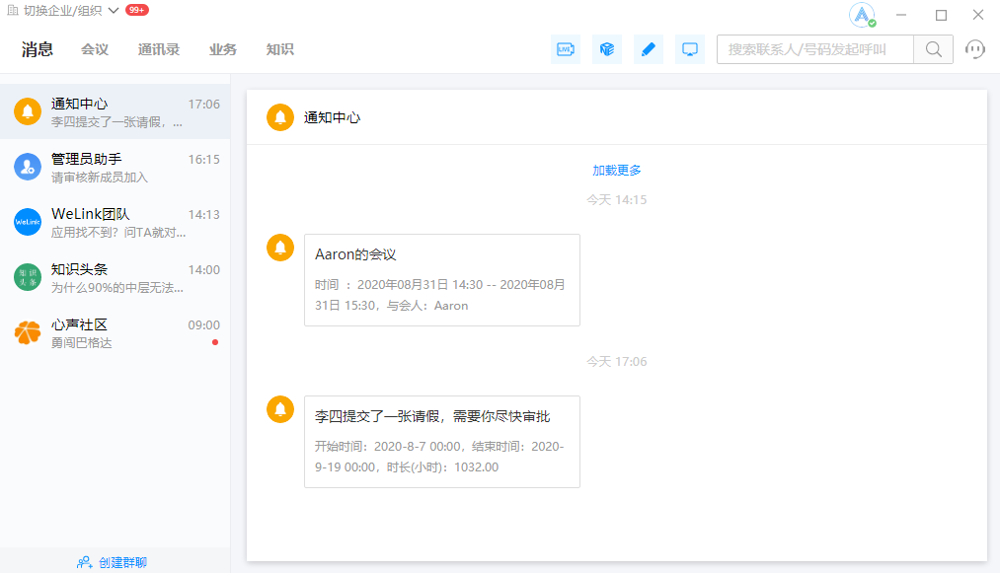 切换企业/组织 99+
消息 会议 通讯录 业务 知识 LIVE 搜索联系人/号码发起呼叫
通知中心 17:06
李四提交了一张请假，...
管理员助手 16:15
请审核新成员加入
WeLink
WeLink团队 14:13
应用找不到？问TA就对...
知识
头条
知识头条 14:00
为什么90%的中层无法...
心声社区 09:00
勇闯巴格达
创建群聊
通知中心
加载更多
今天 14:15
Aaron的会议
时间 ：2020年08月31日 14:30 -- 2020年08月
31日 15:30，与会人：Aaron
今天 17:06
李四提交了一张请假，需要你尽快审批
开始时间：2020-8-7 00:00，结束时间：2020-
9-19 00:00，时长(小时)：1032.00